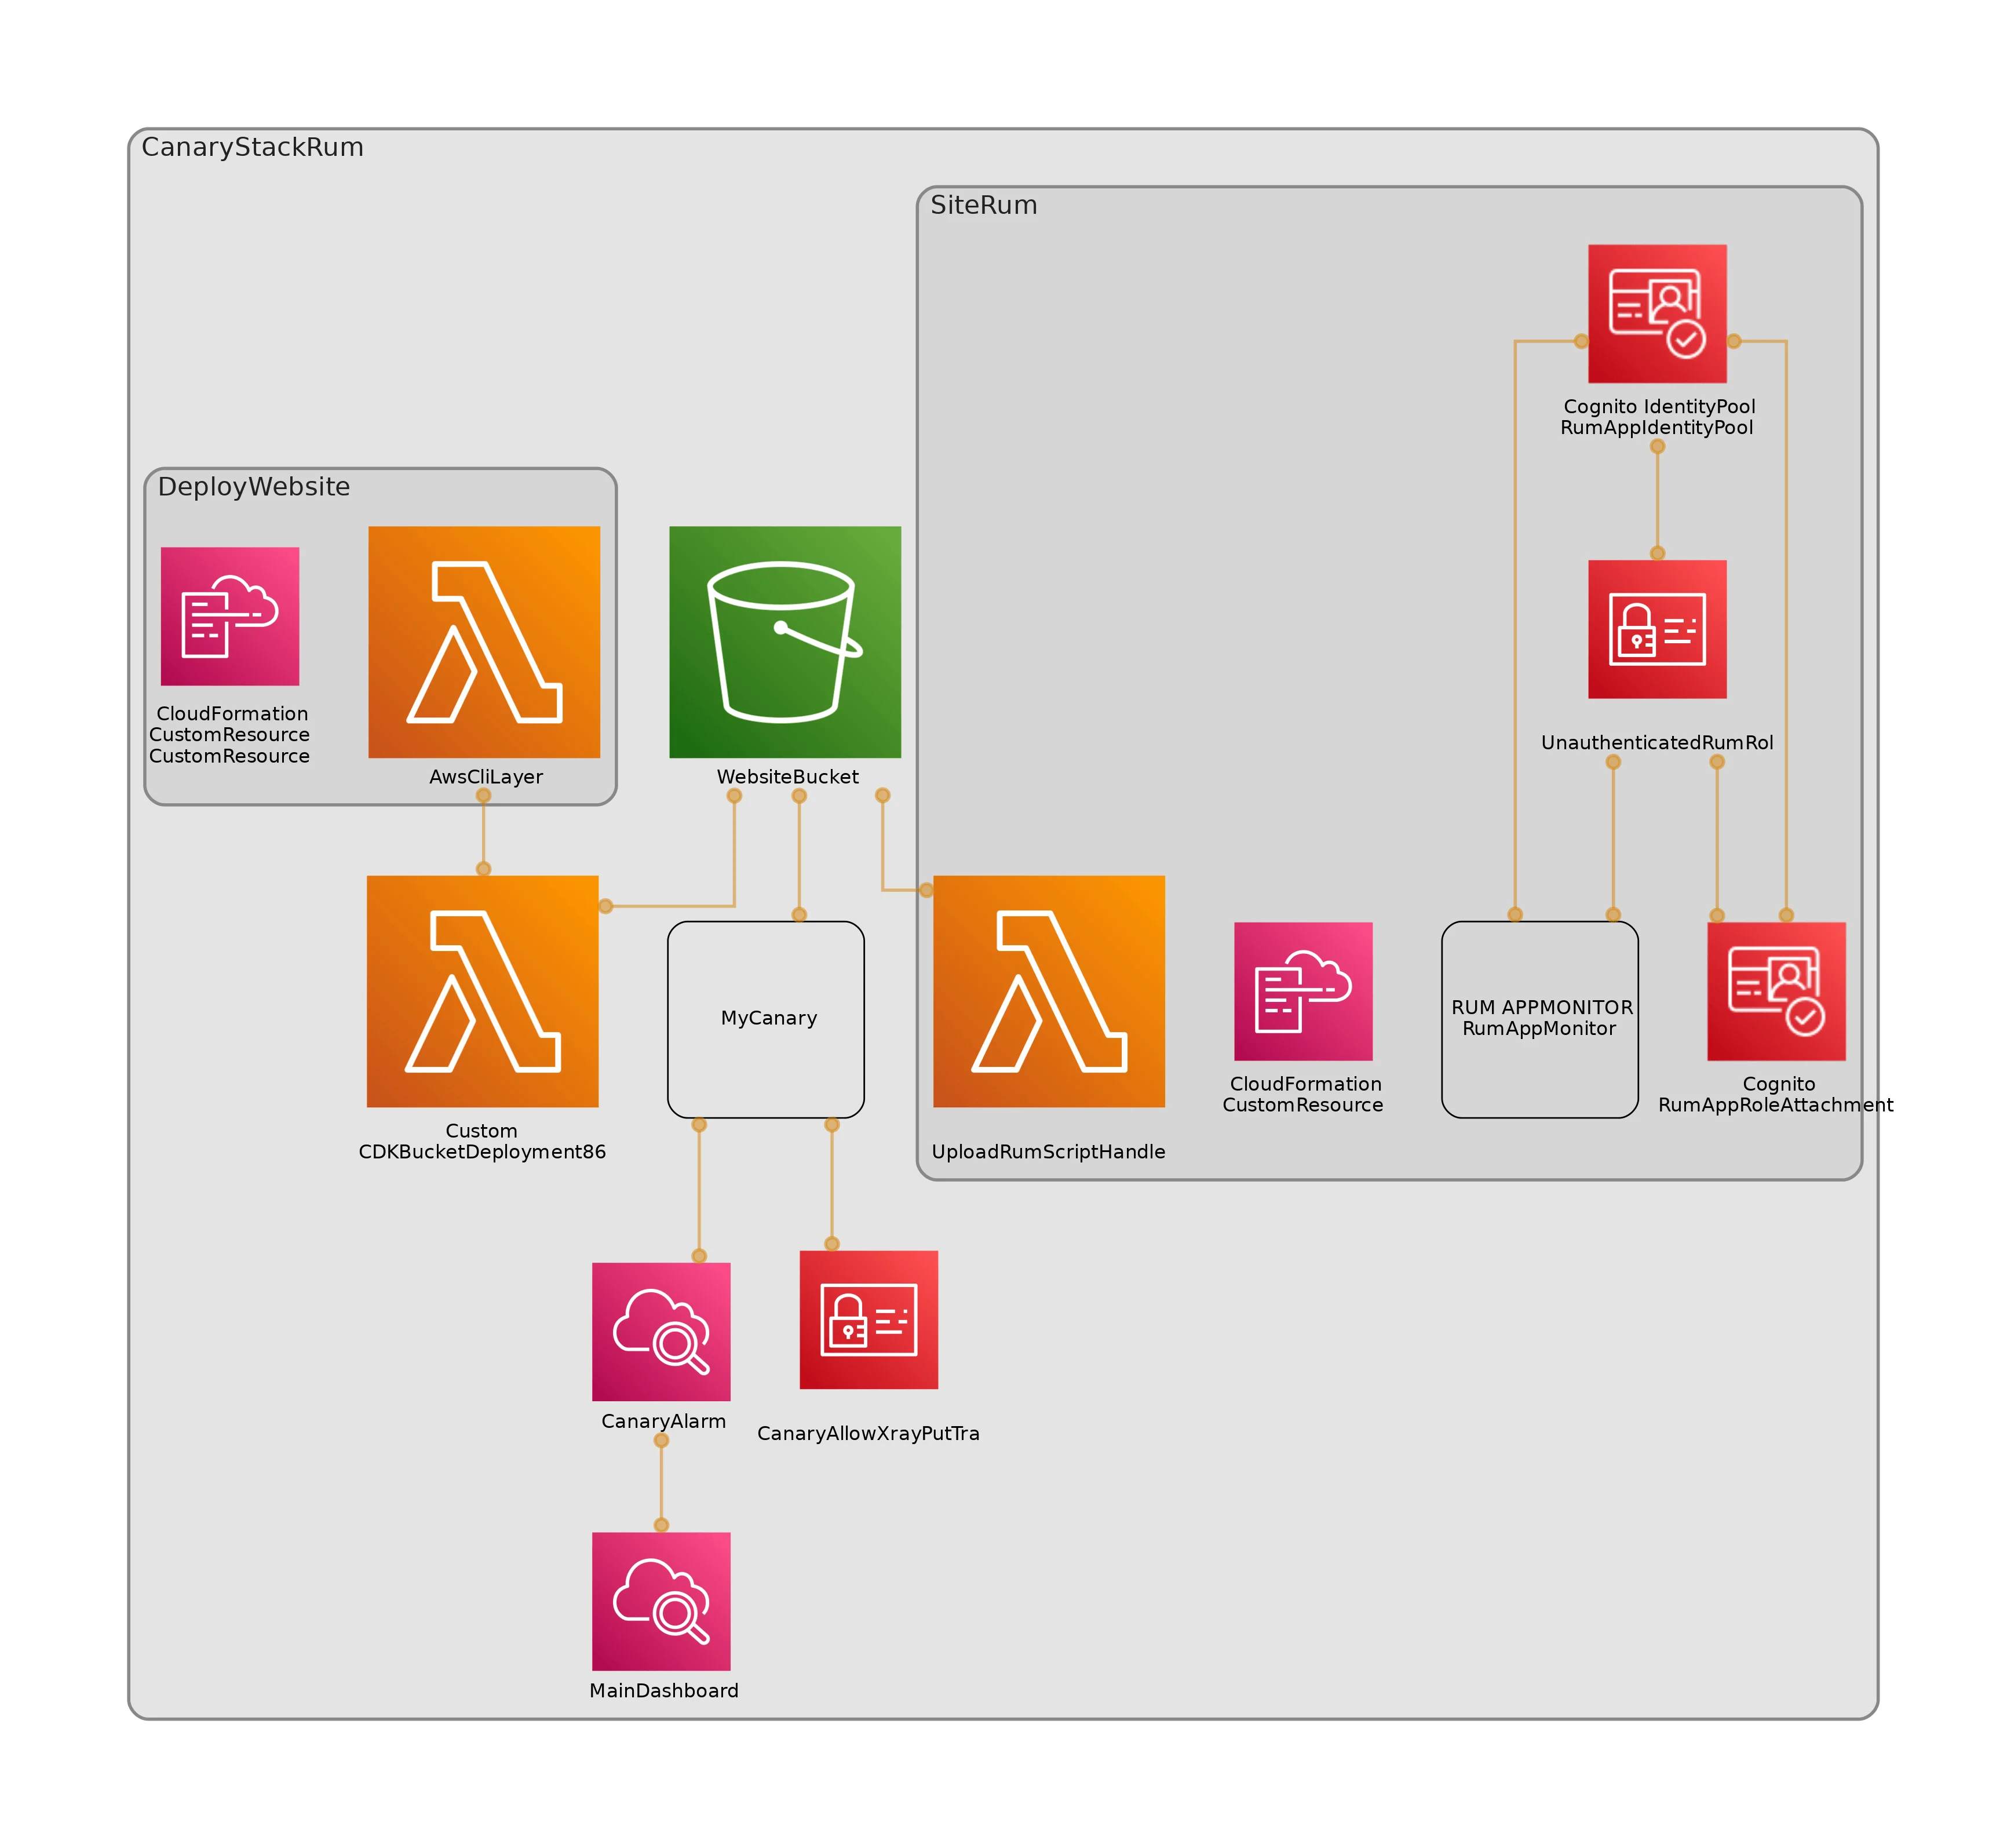 CanaryStackRum
SiteRum
Cognito IdentityPool
RumAppIdentityPool
DeployWebsite
CloudFormation
CustomResource
CustomResource
AwsCliLayer
WebsiteBucket
UnauthenticatedRumRol
MyCanary
RUM APPMONITOR
RumAppMonitor
Custom
CDKBucketDeployment86
UploadRumScriptHandle
CloudFormation
CustomResource
Cognito
RumAppRoleAttachment
CanaryAlarm
CanaryAllowXrayPutTra
MainDashboard